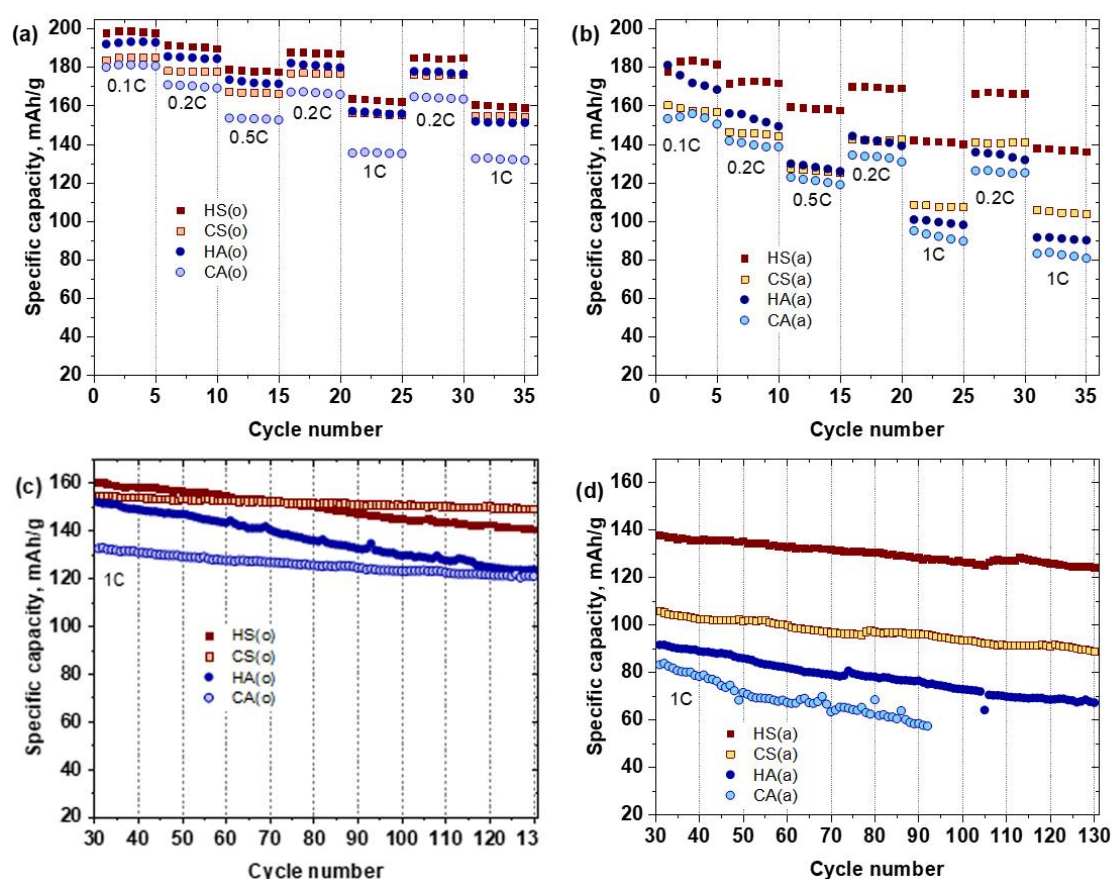 (a)
Specific capacity, mAh/g
200
180
160
140
120
100
80
60
40
20
0.1C
0.2C
0.5C
0.2C
1C
0.2C
1C
HS(o)
CS(o)
HA(o)
CA(o)
0 5 10 15 20 25 30 35
Cycle number
(b)
Specific capacity, mAh/g
200
180
160
140
120
100
80
60
40
20
0.1C
0.2C
0.5C
0.2C
1C
0.2C
1C
HS(a)
CS(a)
HA(a)
CA(a)
0 5 10 15 20 25 30 35
Cycle number
(c)
Specific capacity, mAh/g
160
140
120
100
80
60
40
20
1C
HS(o)
CS(o)
HA(o)
CA(o)
30 40 50 60 70 80 90 100 110 120 130
Cycle number
(d)
Specific capacity, mAh/g
160
140
120
100
80
60
40
20
1C
HS(a)
CS(a)
HA(a)
CA(a)
30 40 50 60 70 80 90 100 110 120 130
Cycle number